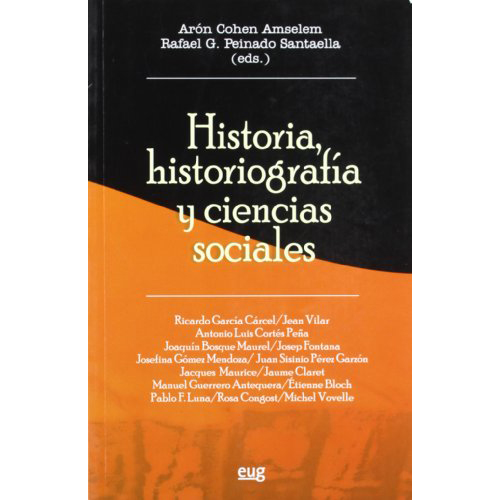 Arón Cohen Amselem
Rafael G. Peinado Santaella
(eds.)
Historia,
historiografía
y ciencias
sociales
Ricardo García Cárcel/Jean Vilar
Antonio Luis Cortés Peña
Joaquín Bosque Maurel/Josep Fontana
Josefina Gómez Mendoza/ Juan Sisinio Pérez Garzón
Jacques Maurice/Jaume Claret
Manuel Guerrero Antequera/Étienne Bloch
Pablo F. Luna/Rosa Congost/Michel Vovelle
eug